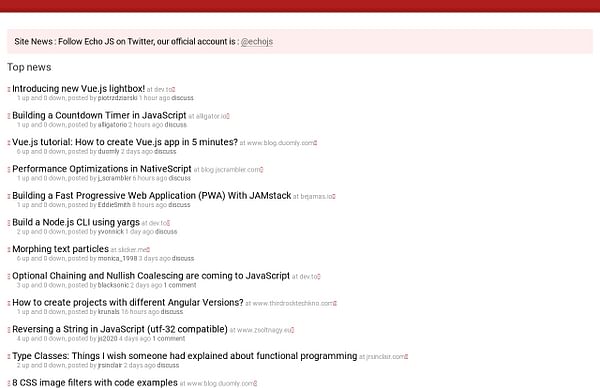 Site News : Follow Echo JS on Twitter, our official account is : @echojs
Top news
Introducing new Vue.js lightbox! at dev.to
1 up and 0 down, posted by piotrzdziarski 1 hour ago discuss
Building a Countdown Timer in JavaScript at alligator.io
1 up and 0 down, posted by alligatorio 2 hours ago discuss
Vue.js tutorial: How to create Vue.js app in 5 minutes? at www.blog.duomly.com
6 up and 0 down, posted by duomly 2 days ago discuss
Performance Optimizations in NativeScript at blog.jscrambler.com
1 up and 0 down, posted by j_scrambler 6 hours ago discuss
Building a Fast Progressive Web Application (PWA) With JAMstack at bejamas.io
1 up and 0 down, posted by EddieSmith 8 hours ago discuss
Build a Node.js CLI using yargs at dev.to
2 up and 0 down, posted by yvonnick 1 day ago discuss
Morphing text particles at slicker.me
6 up and 0 down, posted by monica_1998 3 days ago discuss
Optional Chaining and Nullish Coalescing are coming to JavaScript at dev.to
3 up and 0 down, posted by blacksonic 2 days ago 1 comment
How to create projects with different Angular Versions? at www.thedrocktechkno.com
1 up and 0 down, posted by krunals 16 hours ago discuss
Reversing a String in JavaScript (utf-32 compatible) at www.zsoltnagy.eu
4 up and 0 down, posted by js2020 4 days ago 1 comment
Type Classes: Things I wish someone had explained about functional programming at jrsinclair.com
2 up and 0 down, posted by jrsinclair 2 days ago discuss
8 CSS image filters with code examples at www.blog.duomly.com